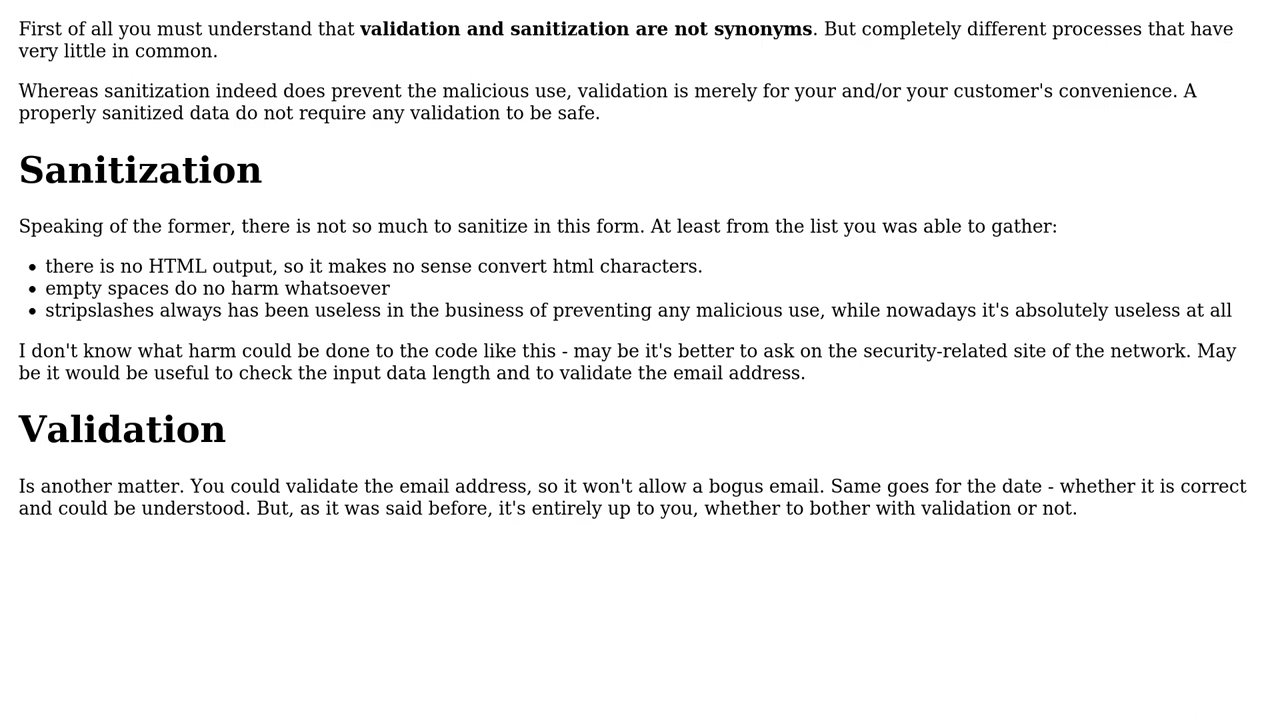 First of all you must understand that validation and sanitization are not synonyms. But completely different processes that have
very little in common.
Whereas sanitization indeed does prevent the malicious use, validation is merely for your and/or your customer's convenience. A
properly sanitized data do not require any validation to be safe.
Sanitization
Speaking of the former, there is not so much to sanitize in this form. At least from the list you was able to gather:
• there is no HTML output, so it makes no sense convert html characters.
• empty spaces do no harm whatsoever
• stripslashes always has been useless in the business of preventing any malicious use, while nowadays it's absolutely useless at all
I don't know what harm could be done to the code like this - may be it's better to ask on the security-related site of the network. May
be it would be useful to check the input data length and to validate the email address.
Validation
Is another matter. You could validate the email address, so it won't allow a bogus email. Same goes for the date - whether it is correct
and could be understood. But, as it was said before, it's entirely up to you, whether to bother with validation or not.